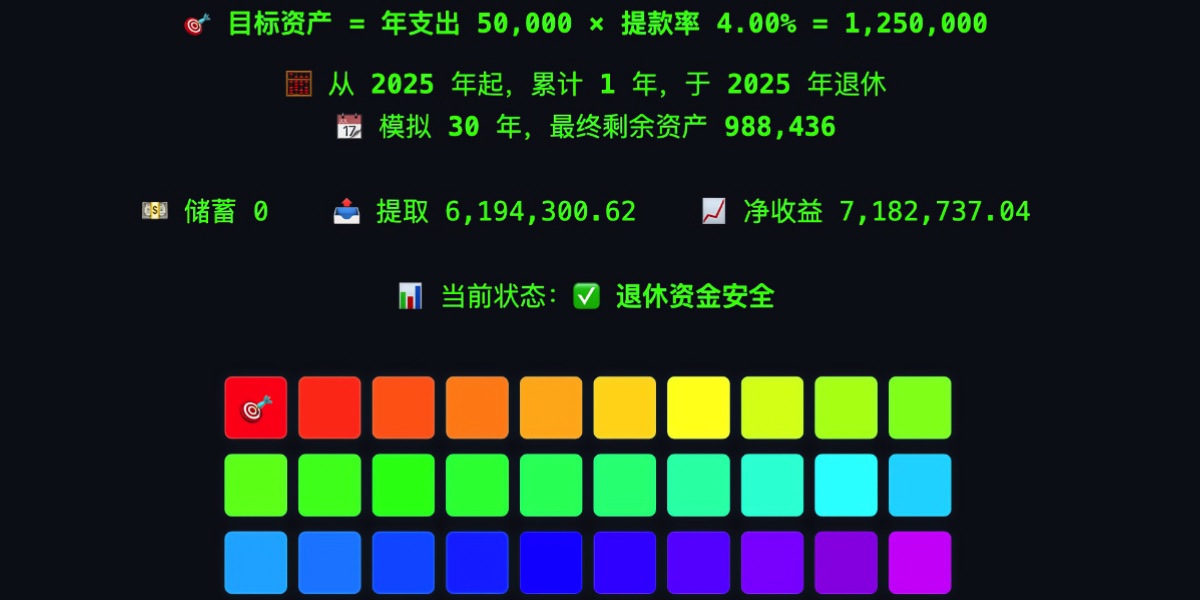 🎯 目标资产 = 年支出 50,000 × 提款率 4.00% = 1,250,000
🧮 从 2025 年起，累计 1 年，于 2025 年退休
📆 模拟 30 年，最终剩余资产 988,436
💵 储蓄 0 📤 提取 6,194,300.62 📈 净收益 7,182,737.04
📊 当前状态：✅ 退休资金安全